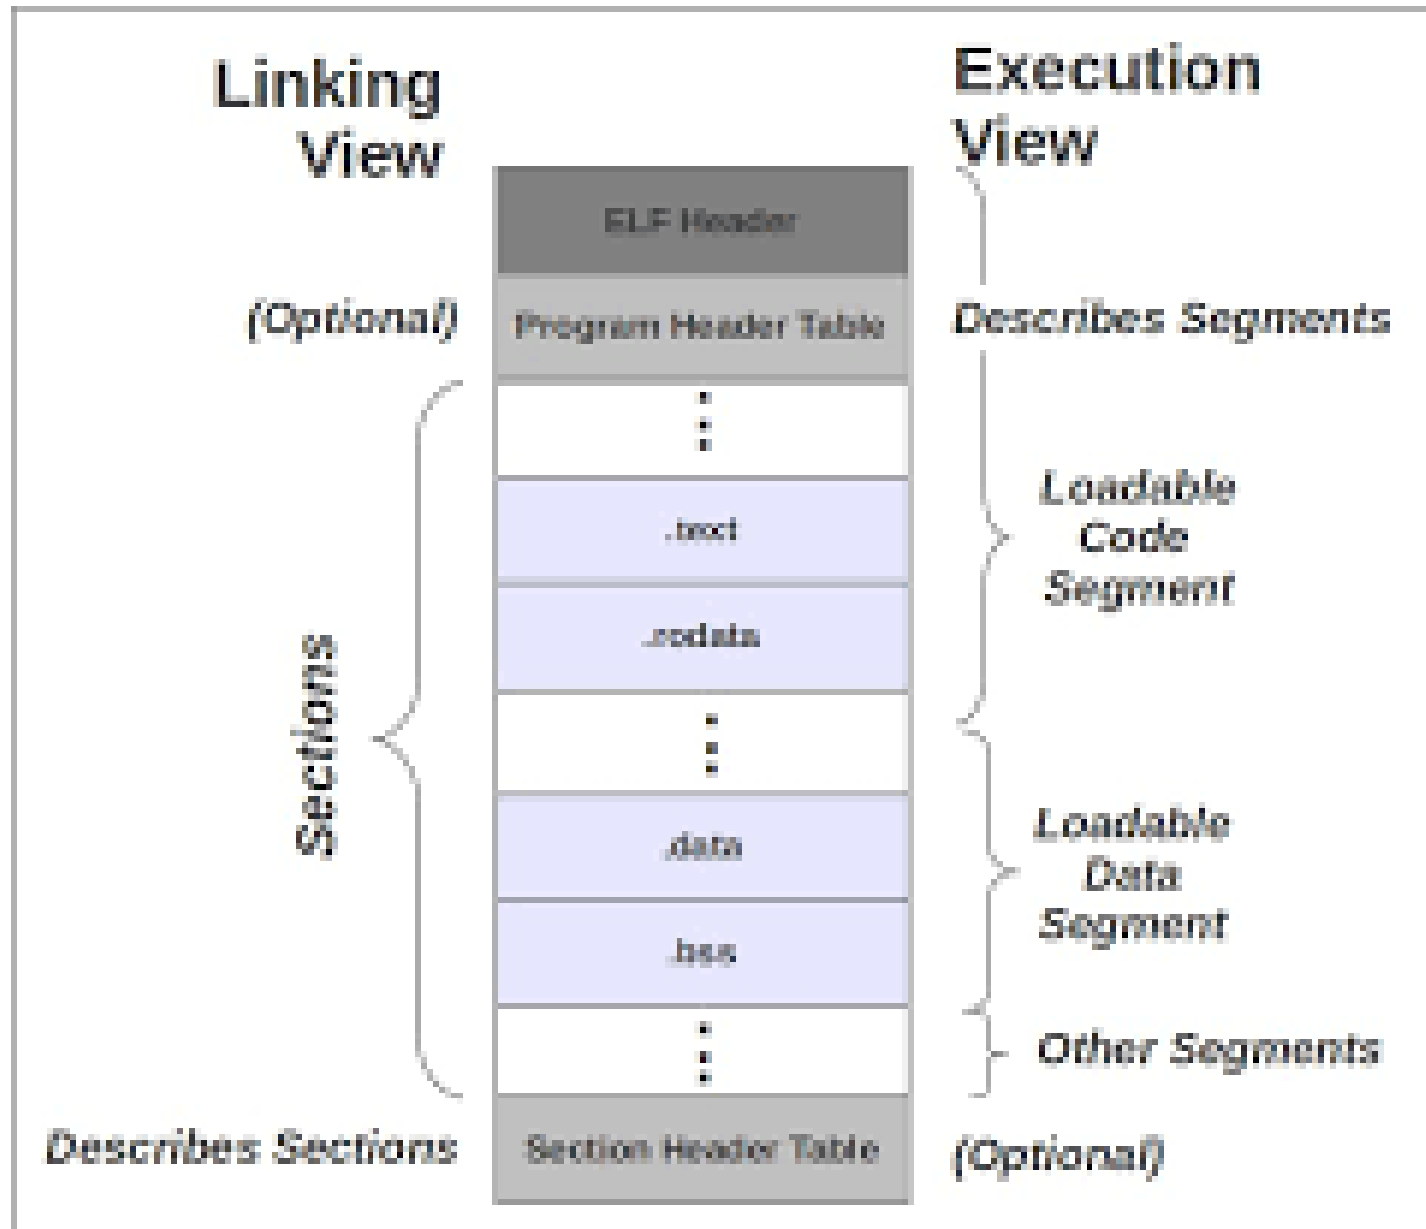 Linking
View
Execution
View
ELF Header
(Optional)
Program Header Table
Describes Segments
.text
Loadable
Code
Segment
.rodata
Sections
.data
Loadable
Data
Segment
.bss
Other Segments
Describes Sections
Section Header Table
(Optional)